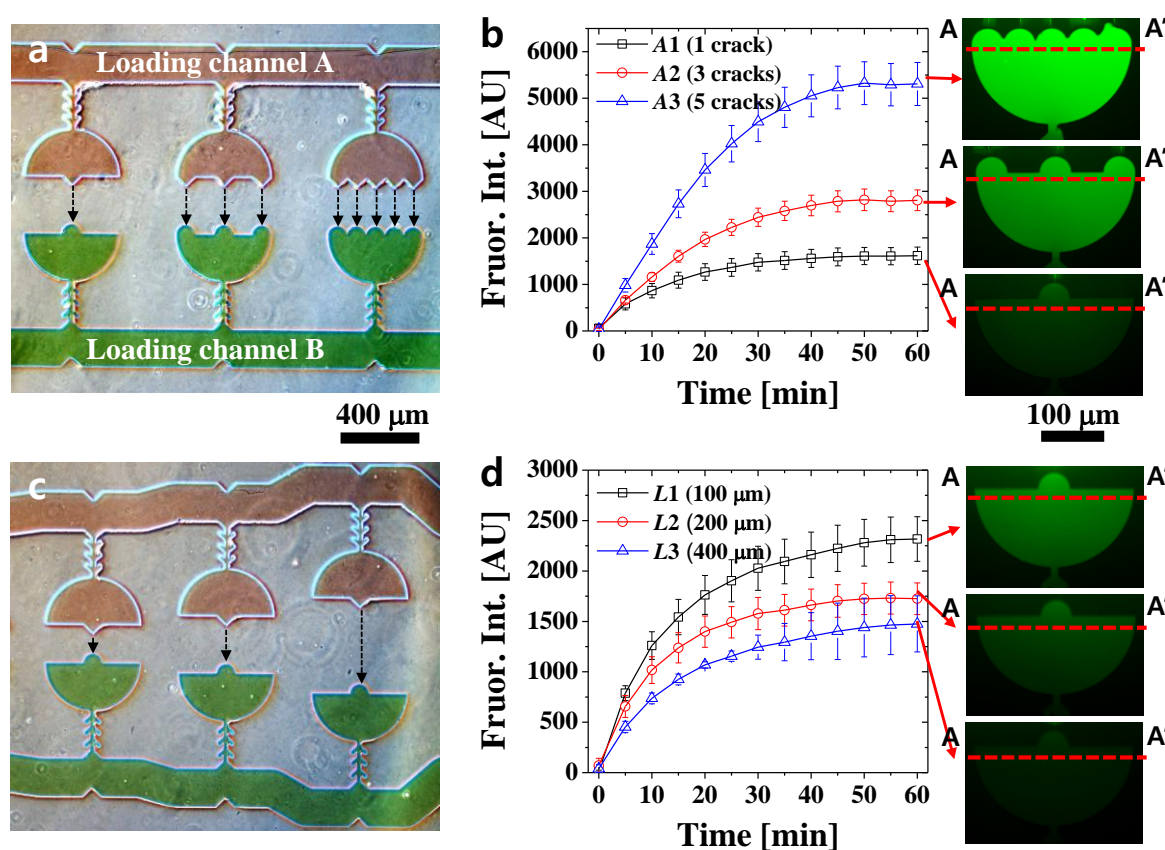 a
Loading channel A
Loading channel B
400 μm
b
Fruor. Int. [AU]
6000
5000
4000
3000
2000
1000
0
A1 (1 crack)
A2 (3 cracks)
A3 (5 cracks)
0 10 20 30 40 50 60
Time [min]
A A'
A A'
A A'
100 μm
c
d
Fruor. Int. [AU]
3000
2500
2000
1500
1000
500
0
L1 (100 μm)
L2 (200 μm)
L3 (400 μm)
0 10 20 30 40 50 60
Time [min]
A A'
A A'
A A'